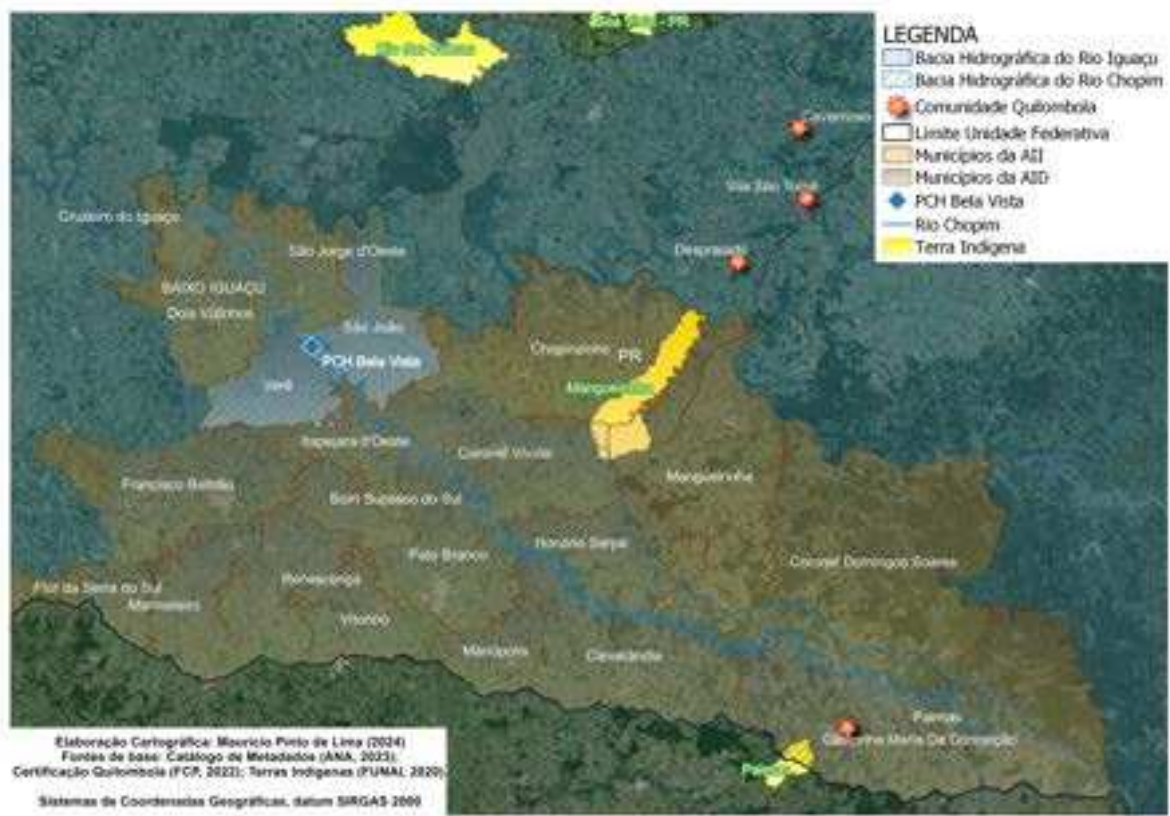 LEGENDA
Bacia Hidrográfica do Rio Iguaçu
Bacia Hidrográfica do Rio Chopim
Comunidade Quilombola
Limite Unidade Federativa
Municípios da AII
Municípios da AID
PCH Bela Vista
Rio Chopim
Terra Indígena
- PR
Vila São Tomé
Cruzeiro do Iguaçu
São Jorge d'Oeste
Despraiado
BAIXO IGUAÇU
Dois Vizinhos
São João
Chopinzinho
PR
PCH Bela Vista
Verê
Mangueirinha
Itapejara d'Oeste
Coronel Vivida
Mangueirinha
Francisco Beltrão
Bom Sucesso do Sul
Pato Branco
Honório Serpa
Coronel Domingos Soares
Renascença
Flor da Serra do Sul
Marmeleiro
Vitorino
Mariópolis
Clevelândia
Palmas
Maria Da Conceição
Elaboração Cartográfica: Mauricio Pinto de Lima (2024)
Fontes de base: Catálogo de Metadados (ANA, 2023);
Certificação Quilombola (FCP, 2022); Terras Indígenas (FUNAI, 2020).
Sistemas de Coordenadas Geográficas, datum SIRGAS 2000